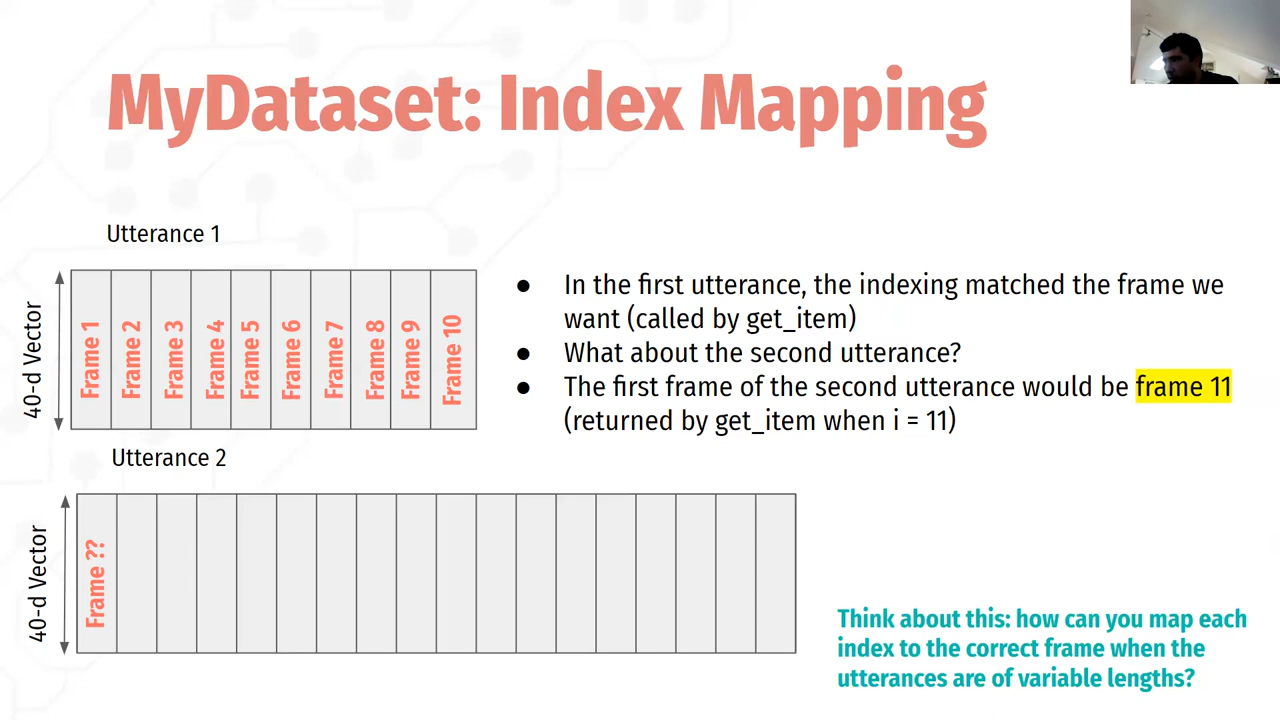 MyDataset: Index Mapping
Utterance 1
40-d Vector
Frame 1
Frame 2
Frame 3
Frame 4
Frame 5
Frame 6
Frame 7
Frame 8
Frame 9
Frame 10
● In the first utterance, the indexing matched the frame we
want (called by get_item)
● What about the second utterance?
● The first frame of the second utterance would be frame 11
(returned by get_item when i = 11)
Utterance 2
40-d Vector
Frame ??
Think about this: how can you map each
index to the correct frame when the
utterances are of variable lengths?